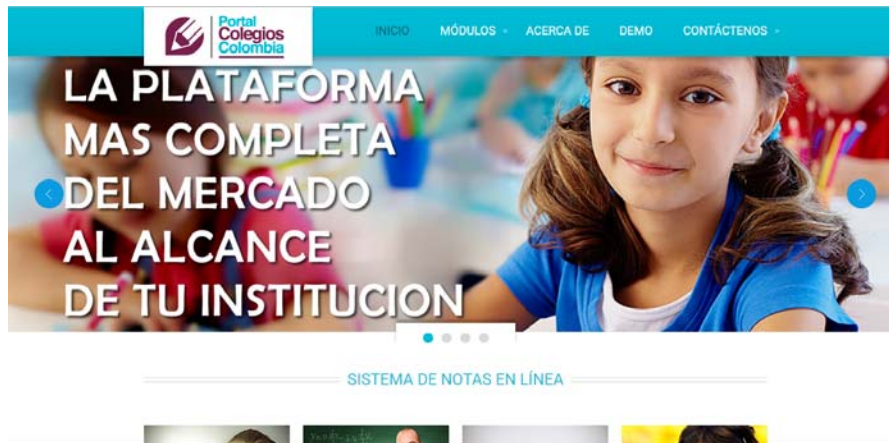 Portal
Colegios
Colombia
INICIO
MÓDULOS
ACERCA DE
DEMO
CONTÁCTENOS
LA PLATAFORMA
MAS COMPLETA
DEL MERCADO
AL ALCANCE
DE TU INSTITUCION
SISTEMA DE NOTAS EN LÍNEA